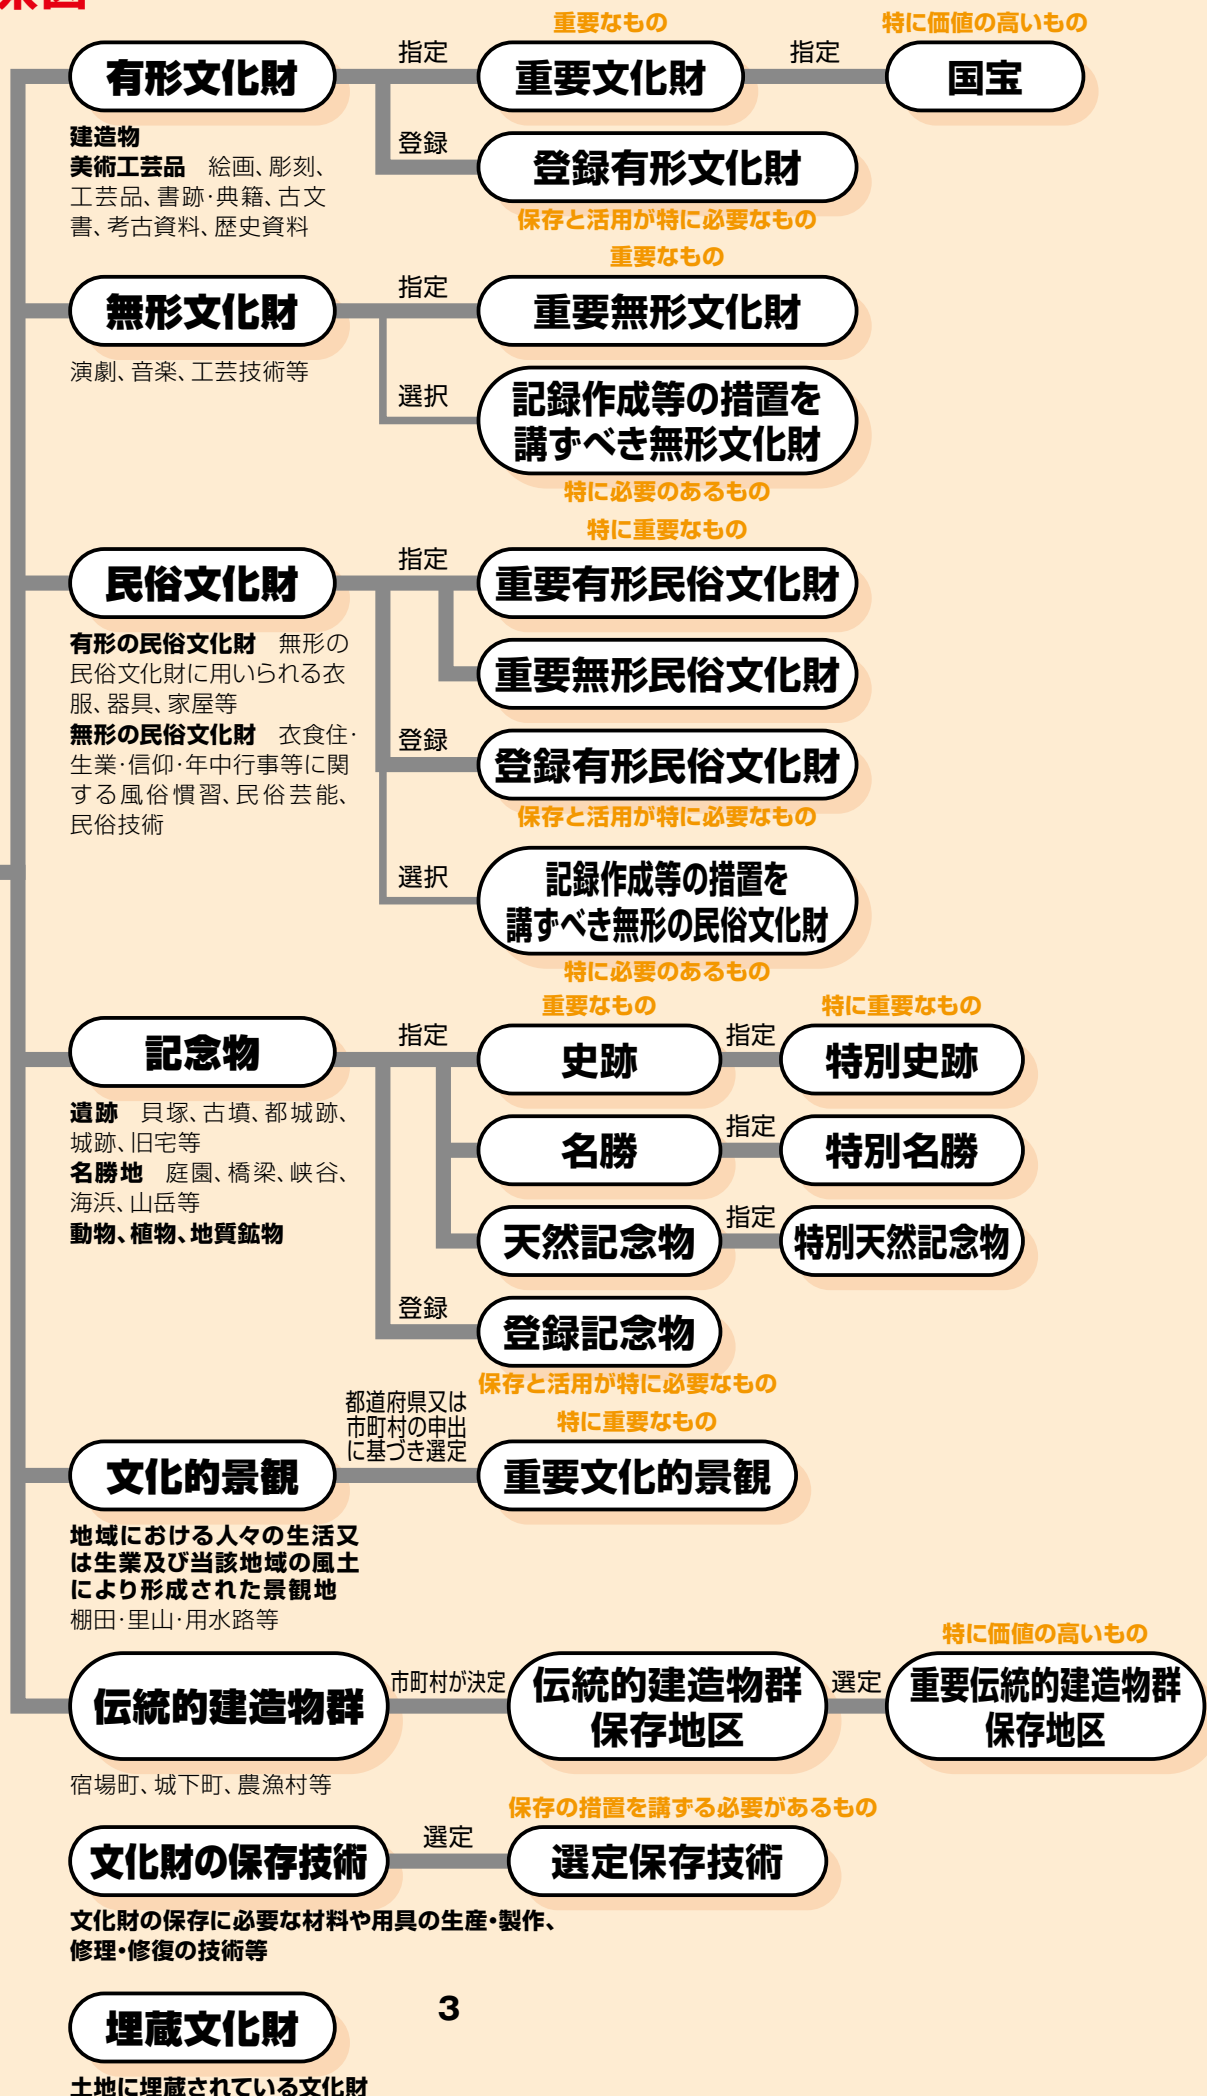 系図
重要なもの
特に価値の高いもの
有形文化財
指定
重要文化財
指定
国宝
建造物
美術工芸品　絵画、彫刻、
工芸品、書跡・典籍、古文
書、考古資料、歴史資料
登録
登録有形文化財
保存と活用が特に必要なもの
重要なもの
無形文化財
指定
重要無形文化財
演劇、音楽、工芸技術等
選択
記録作成等の措置を
講ずべき無形文化財
特に必要のあるもの
特に重要なもの
民俗文化財
指定
重要有形民俗文化財
有形の民俗文化財　無形の
民俗文化財に用いられる衣
服、器具、家屋等
無形の民俗文化財　衣食住・
生業・信仰・年中行事等に関
する風俗慣習、民俗芸能、
民俗技術
重要無形民俗文化財
登録
登録有形民俗文化財
保存と活用が特に必要なもの
選択
記録作成等の措置を
講ずべき無形の民俗文化財
特に必要のあるもの
重要なもの
特に重要なもの
記念物
指定
史跡
指定
特別史跡
遺跡　貝塚、古墳、都城跡、
城跡、旧宅等
名勝地　庭園、橋梁、峡谷、
海浜、山岳等
動物、植物、地質鉱物
名勝
指定
特別名勝
天然記念物
指定
特別天然記念物
登録
登録記念物
保存と活用が特に必要なもの
都道府県又は
市町村の申出
に基づき選定
特に重要なもの
文化的景観
重要文化的景観
地域における人々の生活又
は生業及び当該地域の風土
により形成された景観地
棚田・里山・用水路等
特に価値の高いもの
伝統的建造物群
市町村が決定
伝統的建造物群
保存地区
選定
重要伝統的建造物群
保存地区
宿場町、城下町、農漁村等
保存の措置を講ずる必要があるもの
文化財の保存技術
選定
選定保存技術
文化財の保存に必要な材料や用具の生産・製作、
修理・修復の技術等
埋蔵文化財
3
土地に埋蔵されている文化財